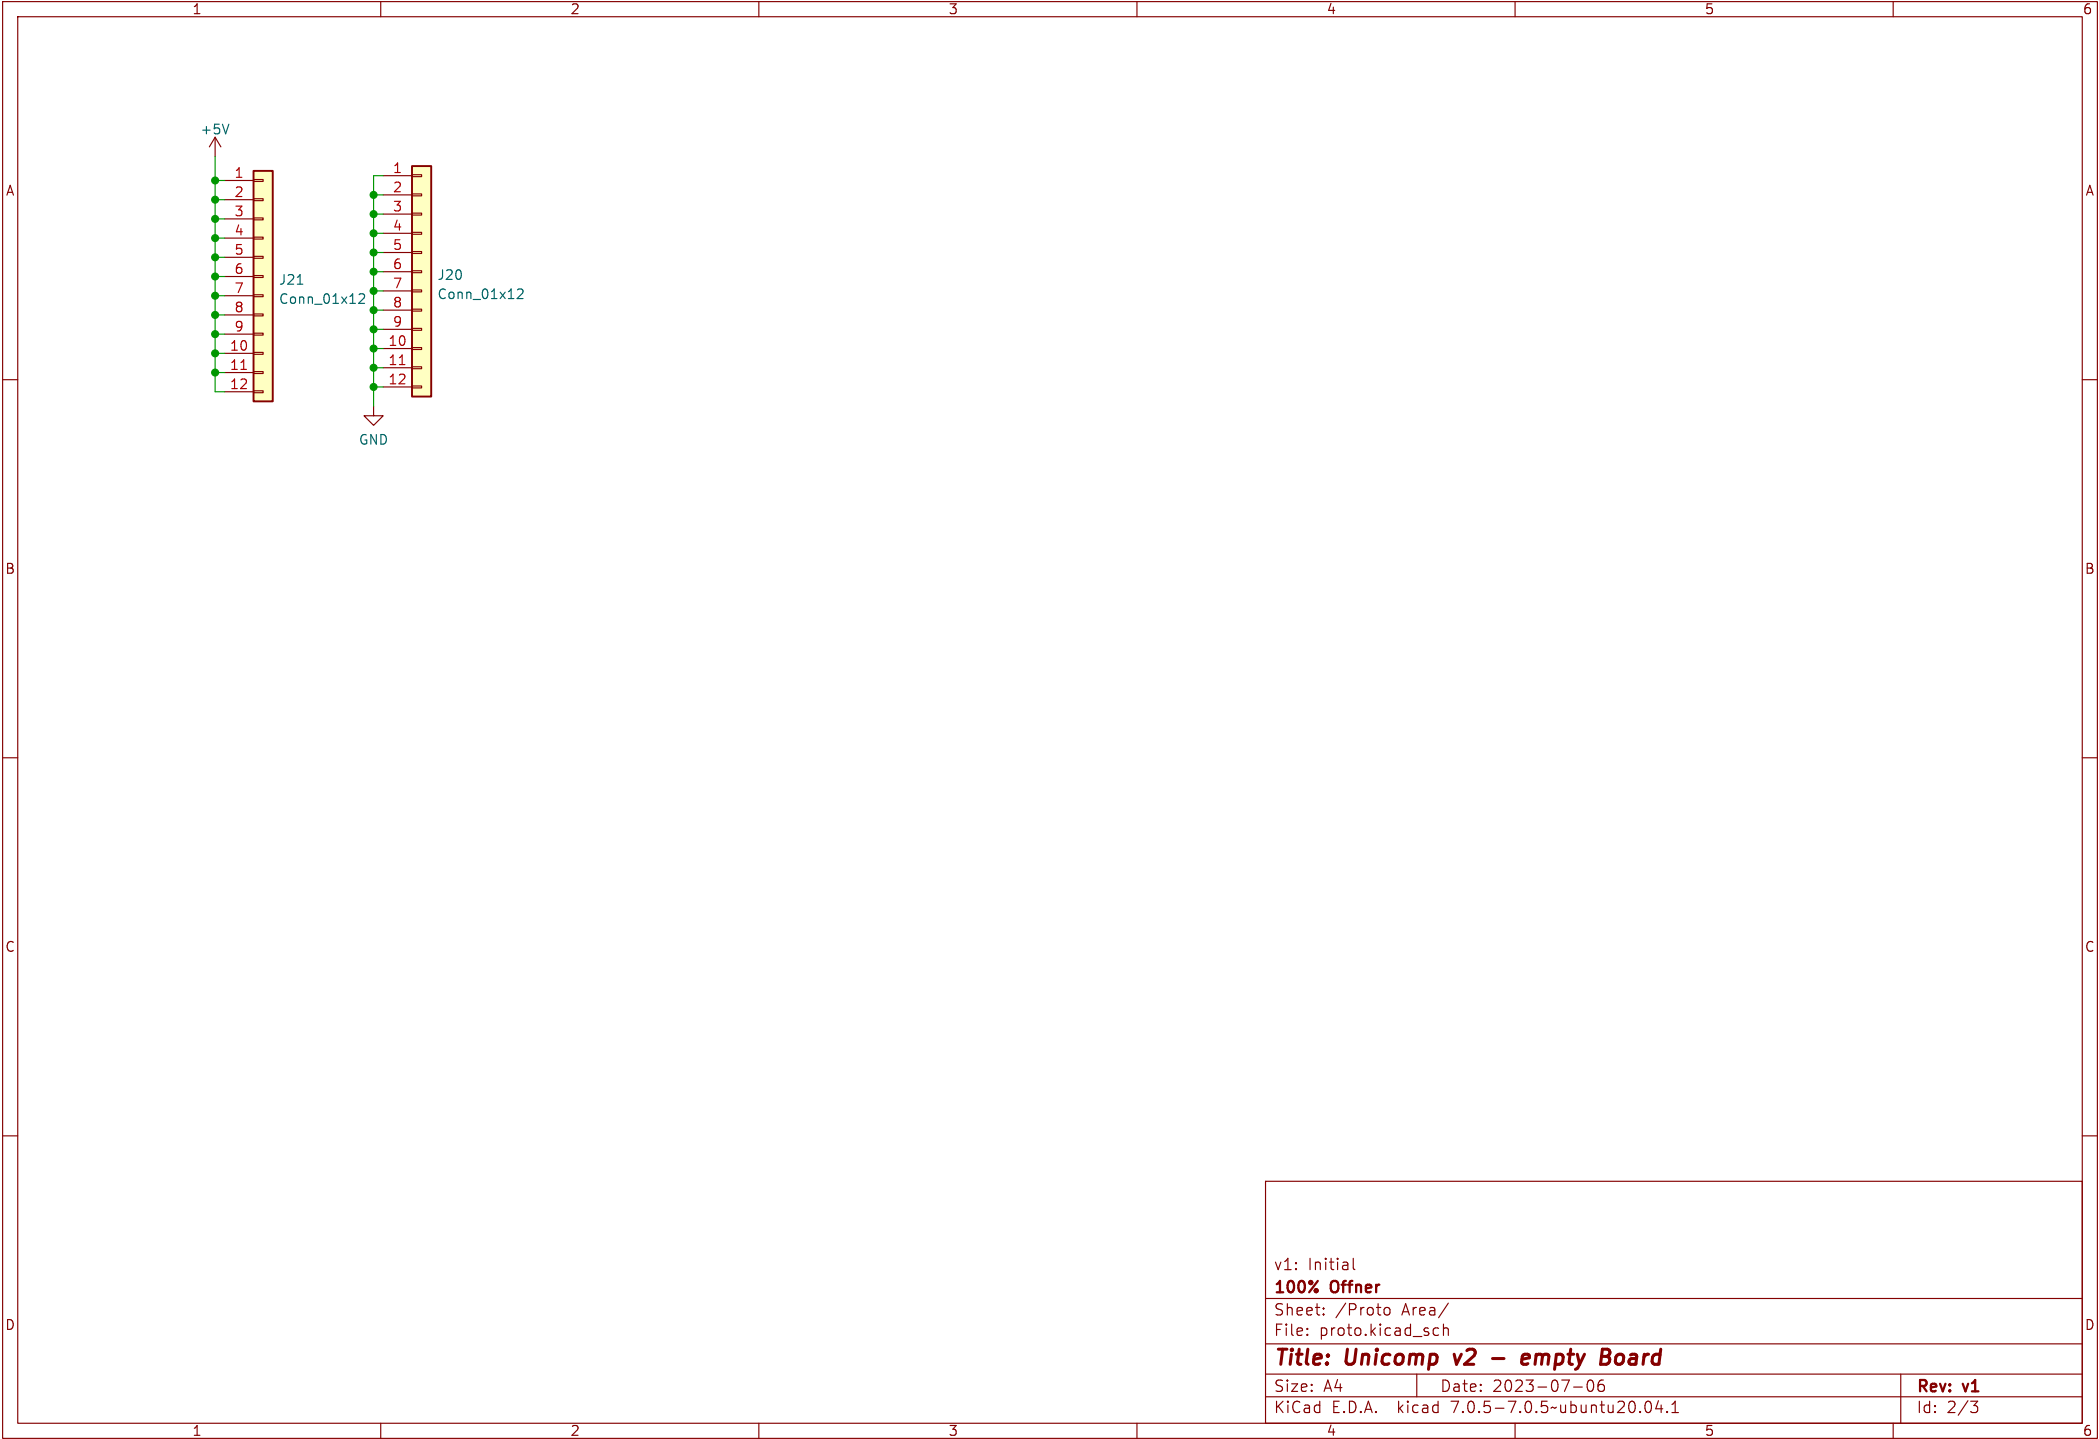 1 2 3 4 5 6
+5V
1
2
3
4
5
6
7
8
9
10
11
12
J21
Conn_01x12
1
2
3
4
5
6
7
8
9
10
11
12
J20
Conn_01x12
GND
A A
B B
C C
D D
v1: Initial
100% Offner
Sheet: /Proto Area/
File: proto.kicad_sch
Title: Unicomp v2 – empty Board
Size: A4 Date: 2023-07-06 Rev: v1
KiCad E.D.A. kicad 7.0.5-7.0.5~ubuntu20.04.1 Id: 2/3
1 2 3 4 5 6